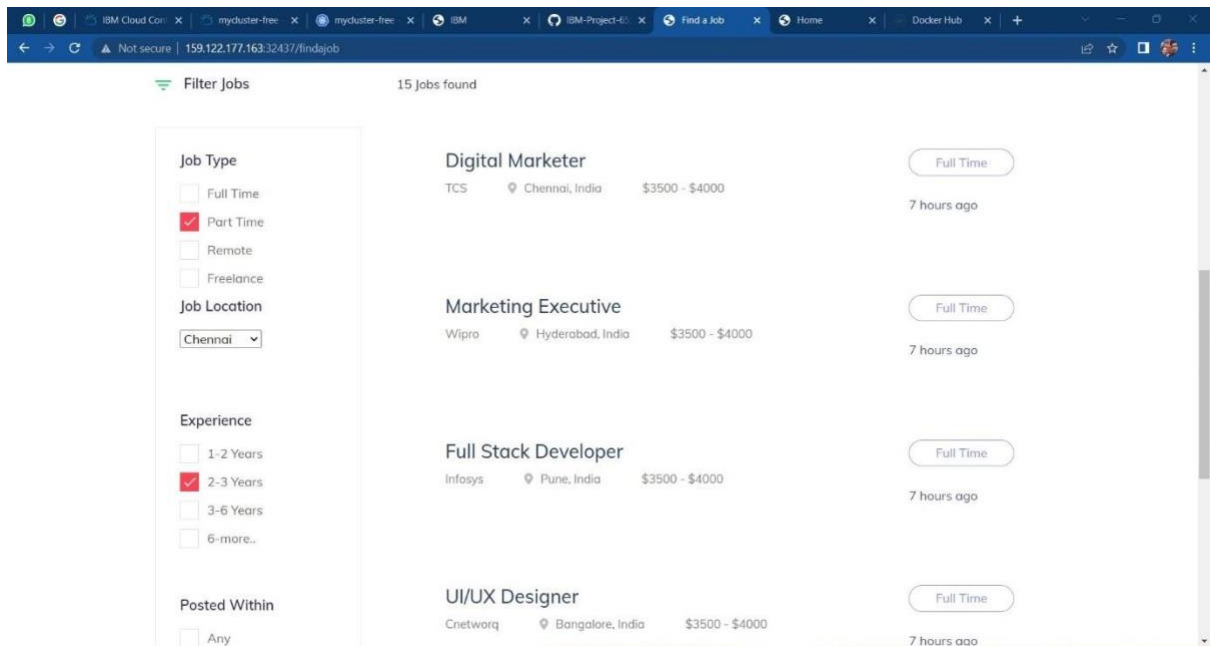 IBM Cloud Con
mycluster-free
mycluster-free
IBM
IBM-Project-65
Find a Job
Home
Docker Hub
Not secure | 159.122.177.163:32437/findajob
Filter Jobs
15 Jobs found
Job Type
Full Time
Part Time
Remote
Freelance
Job Location
Chennai
Experience
1-2 Years
2-3 Years
3-6 Years
6-more..
Posted Within
Any
Digital Marketer
TCS Chennai, India $3500 - $4000
Full Time
7 hours ago
Marketing Executive
Wipro Hyderabad, India $3500 - $4000
Full Time
7 hours ago
Full Stack Developer
Infosys Pune, India $3500 - $4000
Full Time
7 hours ago
UI/UX Designer
Cnetworq Bangalore, India $3500 - $4000
Full Time
7 hours ago